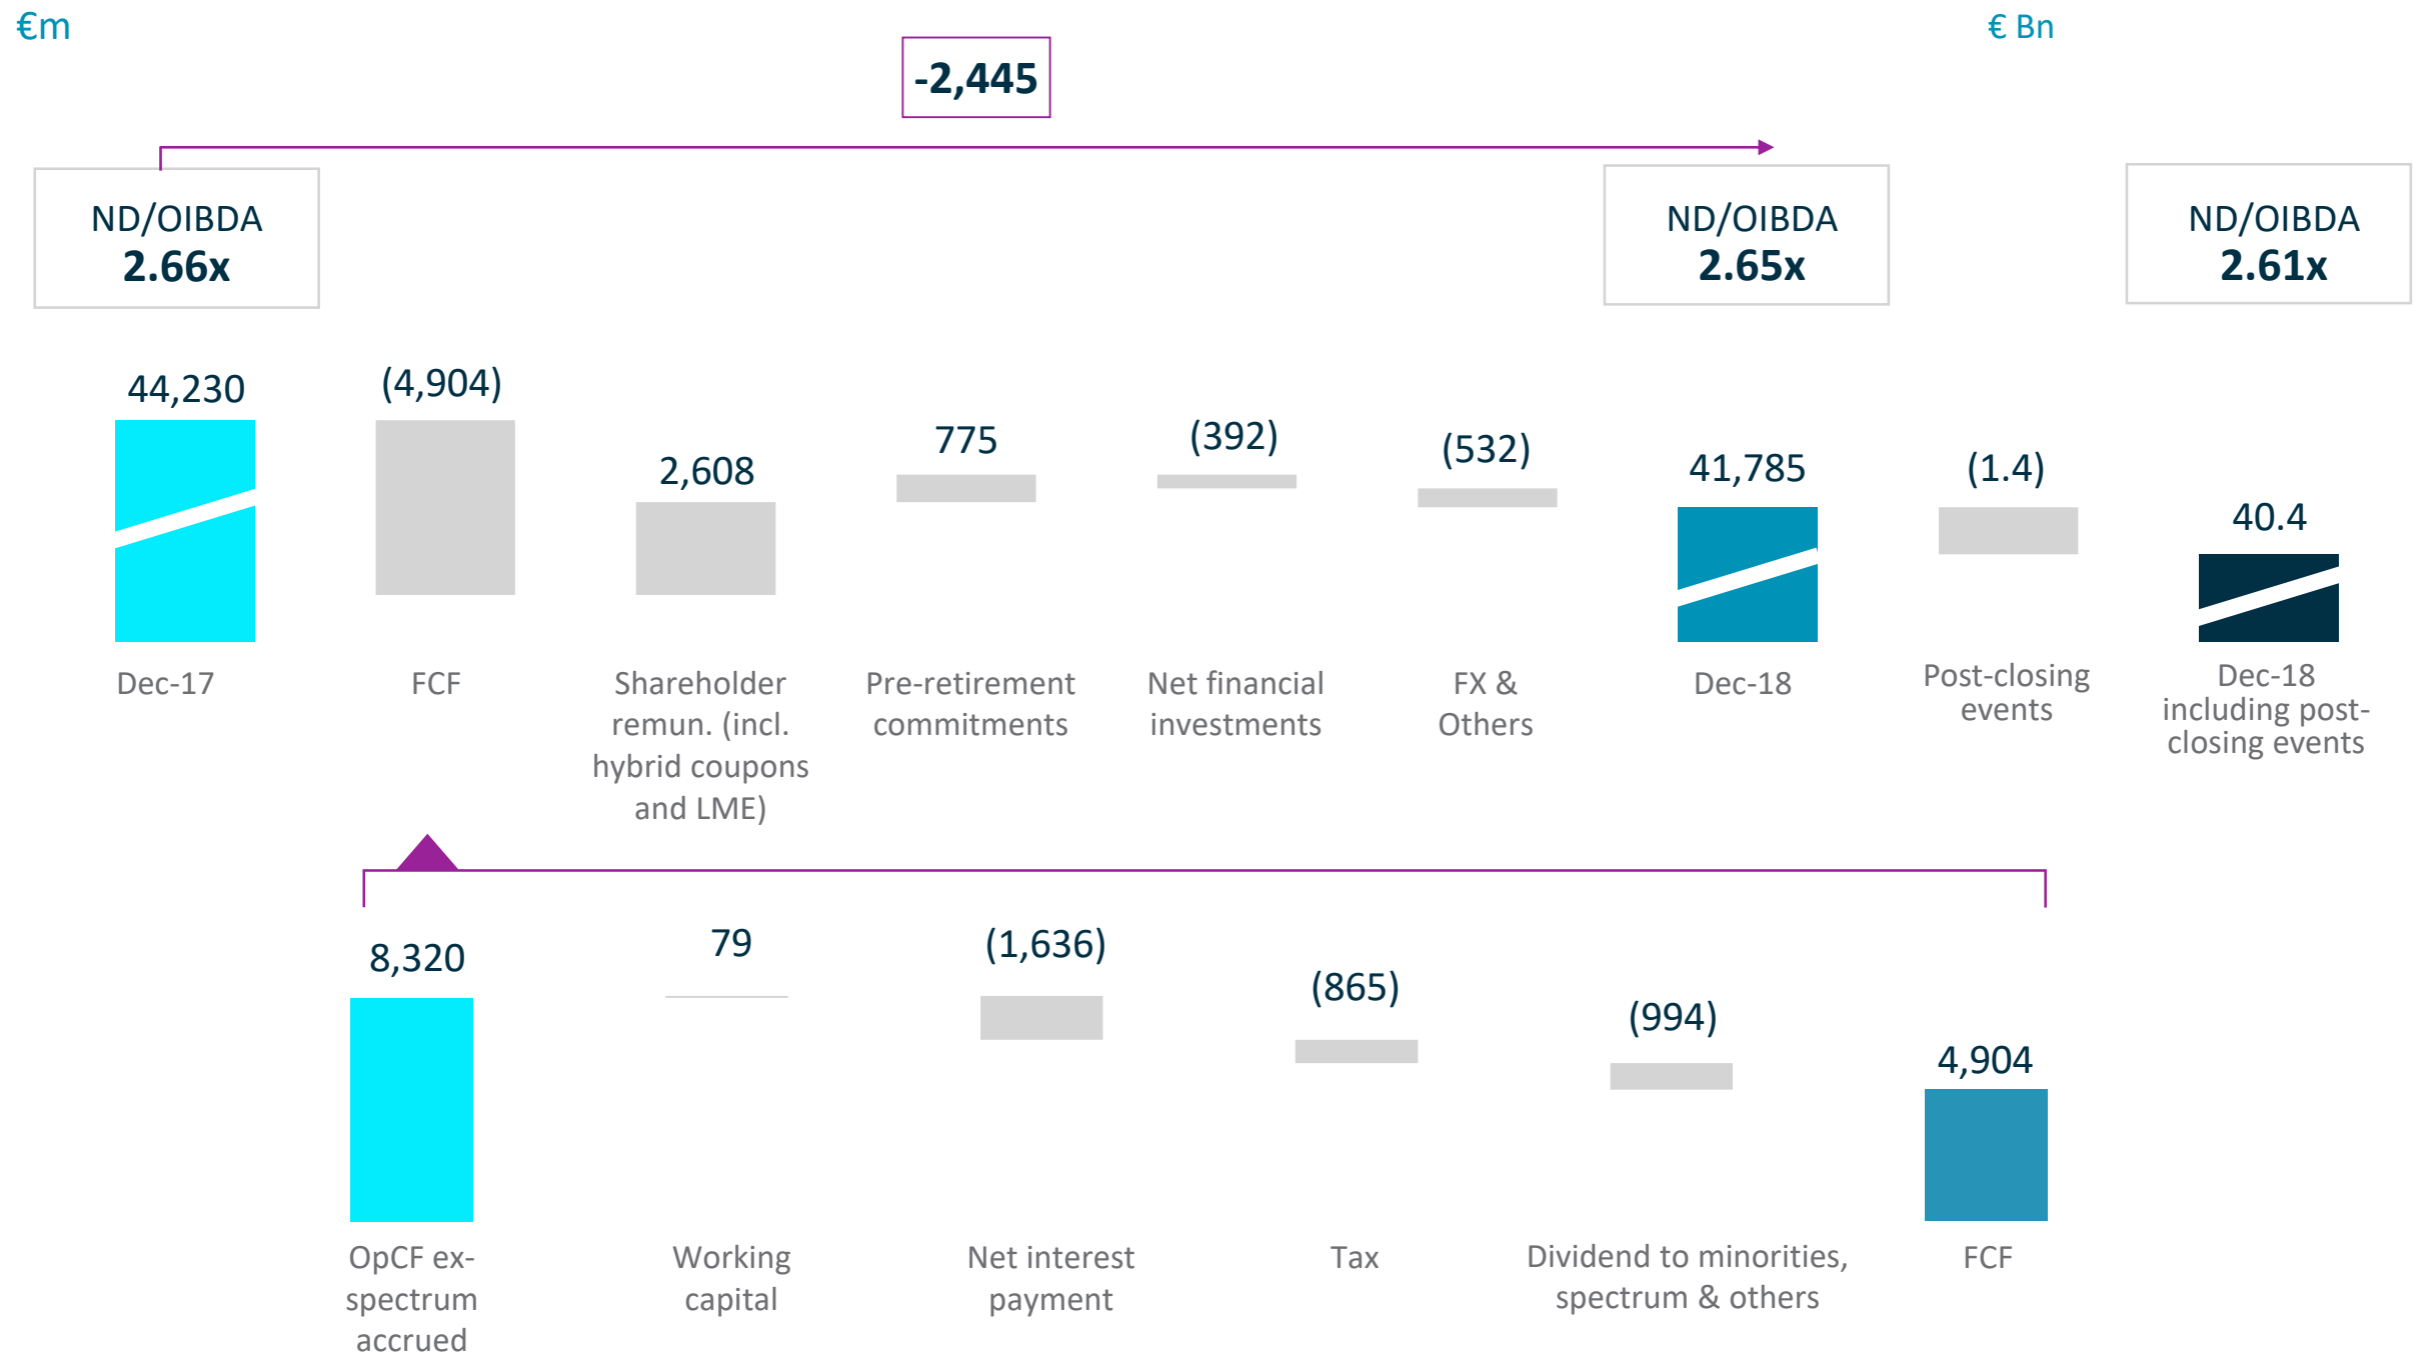 €m
€ Bn
-2,445
ND/OIBDA
2.66x
ND/OIBDA
2.65x
ND/OIBDA
2.61x
44,230
(4,904)
2,608
775
(392)
(532)
41,785
(1.4)
40.4
Dec-17
FCF
Shareholder
remun. (incl.
hybrid coupons
and LME)
Pre-retirement
commitments
Net financial
investments
FX &
Others
Dec-18
Post-closing
events
Dec-18
including post-
closing events
8,320
79
(1,636)
(865)
(994)
4,904
OpCF ex-
spectrum
accrued
Working
capital
Net interest
payment
Tax
Dividend to minorities,
spectrum & others
FCF